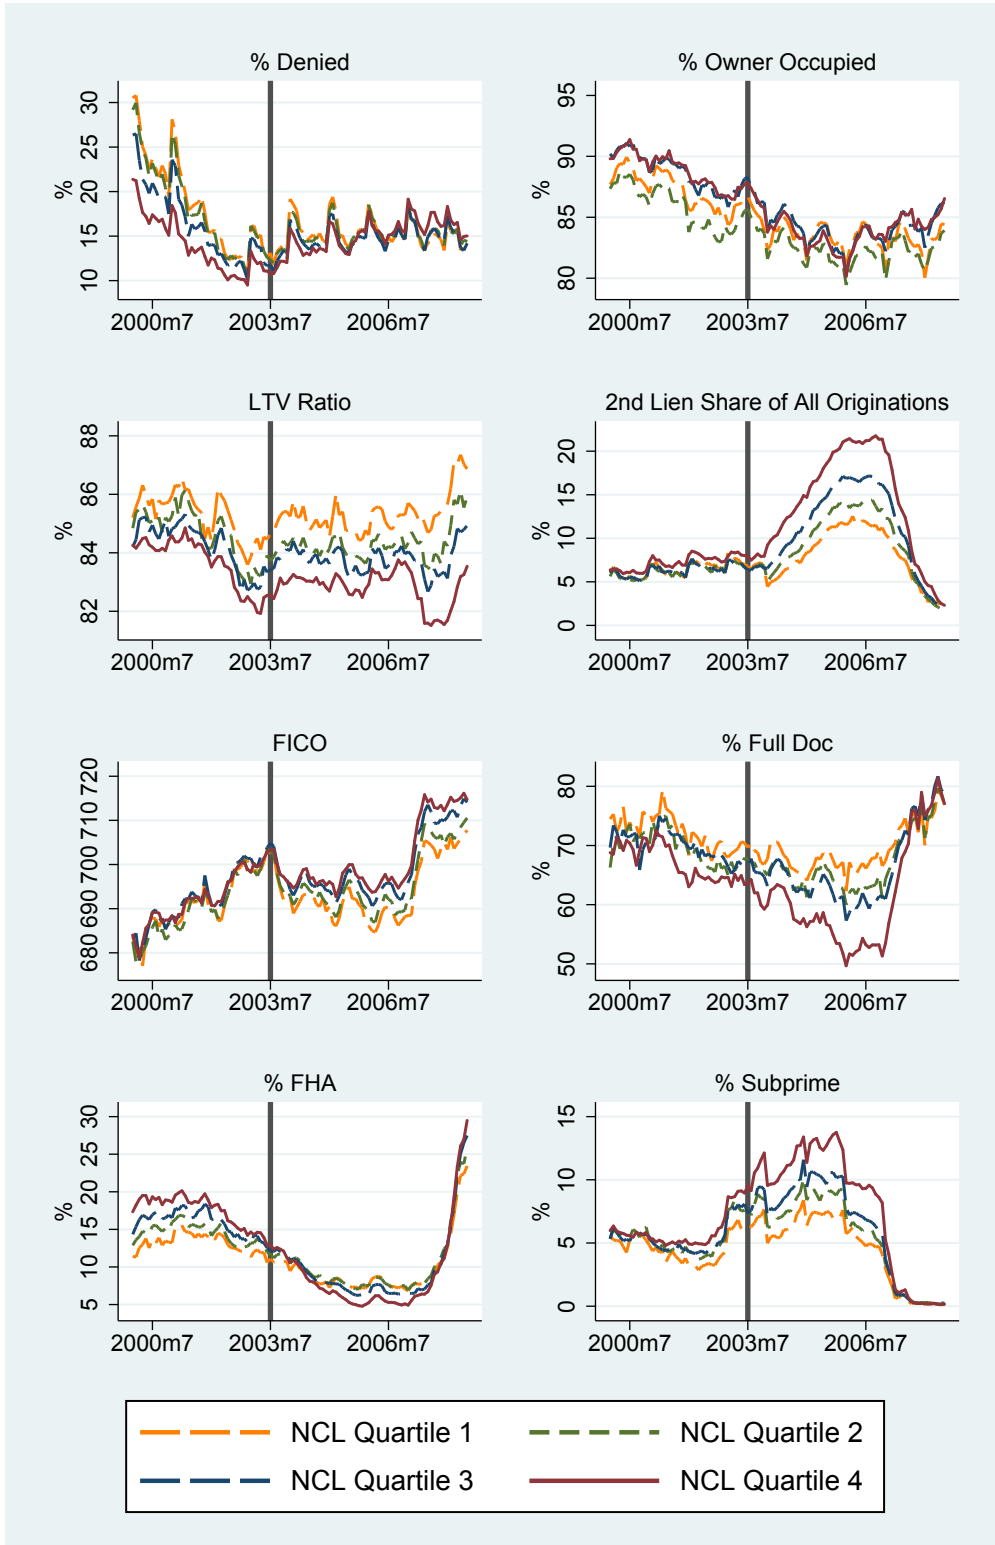 % Denied
%
30
25
20
15
10
2000m7 2003m7 2006m7
% Owner Occupied
%
95
90
85
80
2000m7 2003m7 2006m7
LTV Ratio
%
88
86
84
82
2000m7 2003m7 2006m7
2nd Lien Share of All Originations
%
20
15
10
5
0
2000m7 2003m7 2006m7
FICO
720
710
700
690
680
2000m7 2003m7 2006m7
% Full Doc
%
80
70
60
50
2000m7 2003m7 2006m7
% FHA
%
30
25
20
15
10
5
2000m7 2003m7 2006m7
% Subprime
%
15
10
5
0
2000m7 2003m7 2006m7
NCL Quartile 1 NCL Quartile 2
NCL Quartile 3 NCL Quartile 4